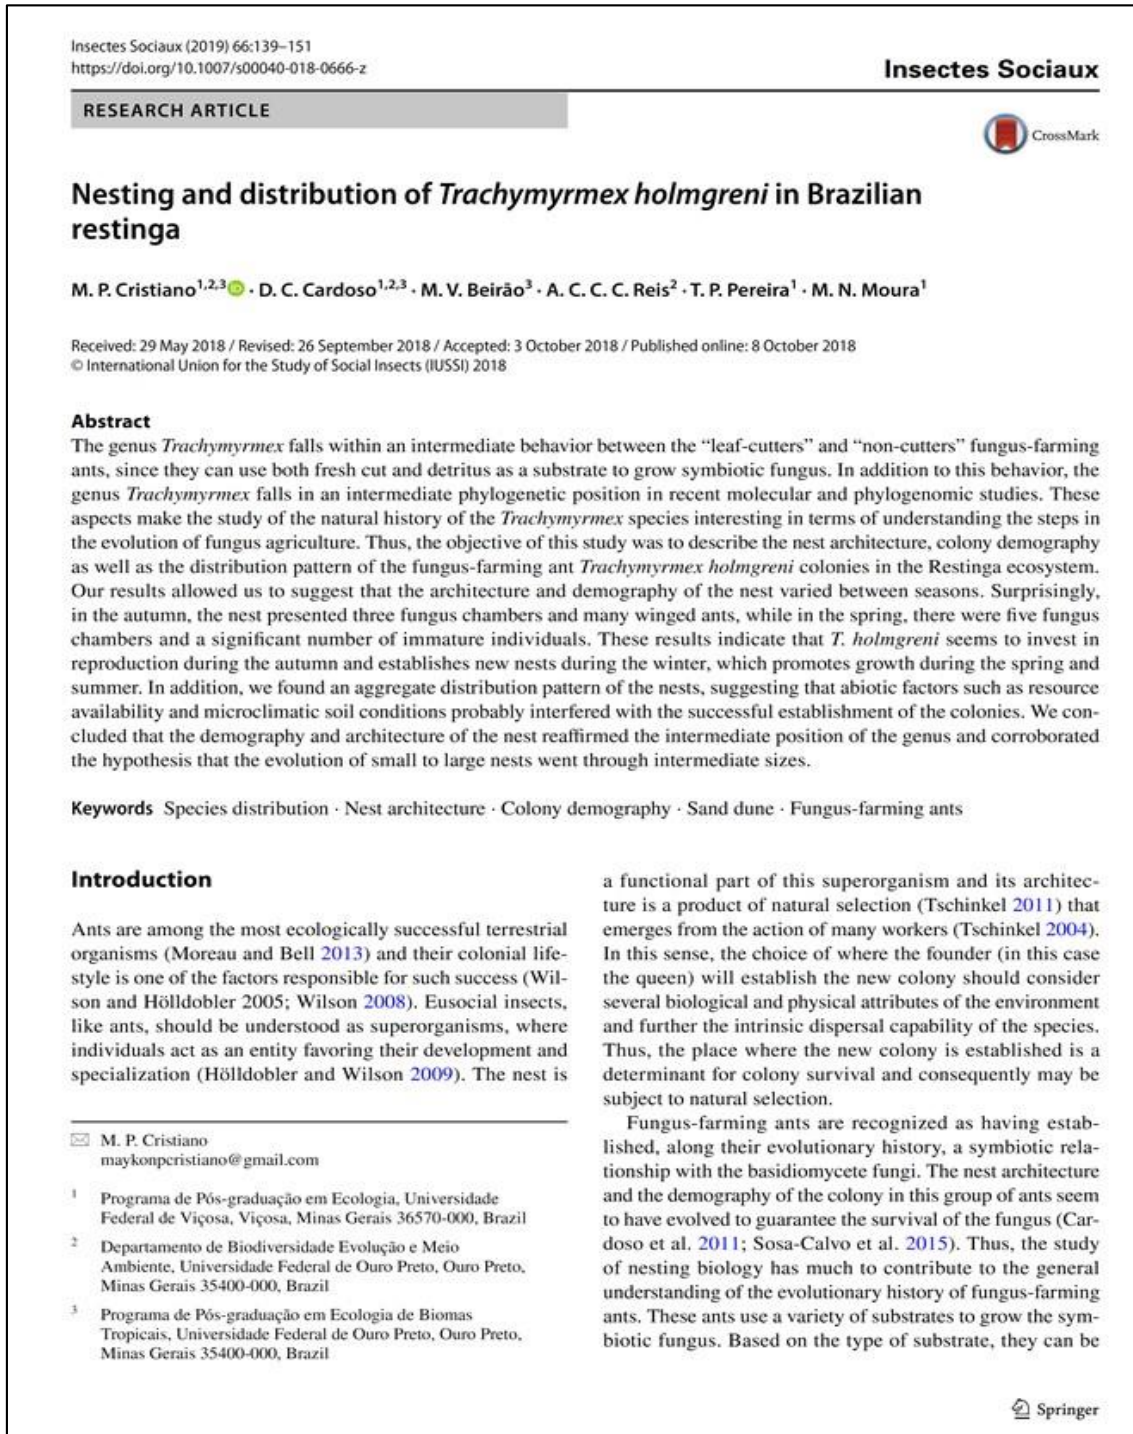 Insectes Sociaux (2019) 66:139–151
https://doi.org/10.1007/s00040-018-0666-z
Insectes Sociaux
RESEARCH ARTICLE
CrossMark
Nesting and distribution of Trachymyrmex holmgreni in Brazilian
restinga
M. P. Cristiano1,2,3 · D. C. Cardoso1,2,3 · M. V. Beirão3 · A. C. C. C. Reis2 · T. P. Pereira1 · M. N. Moura1
Received: 29 May 2018 / Revised: 26 September 2018 / Accepted: 3 October 2018 / Published online: 8 October 2018
© International Union for the Study of Social Insects (IUSSI) 2018
Abstract
The genus Trachymyrmex falls within an intermediate behavior between the “leaf-cutters” and “non-cutters” fungus-farming
ants, since they can use both fresh cut and detritus as a substrate to grow symbiotic fungus. In addition to this behavior, the
genus Trachymyrmex falls in an intermediate phylogenetic position in recent molecular and phylogenomic studies. These
aspects make the study of the natural history of the Trachymyrmex species interesting in terms of understanding the steps in
the evolution of fungus agriculture. Thus, the objective of this study was to describe the nest architecture, colony demography
as well as the distribution pattern of the fungus-farming ant Trachymyrmex holmgreni colonies in the Restinga ecosystem.
Our results allowed us to suggest that the architecture and demography of the nest varied between seasons. Surprisingly,
in the autumn, the nest presented three fungus chambers and many winged ants, while in the spring, there were five fungus
chambers and a significant number of immature individuals. These results indicate that T. holmgreni seems to invest in
reproduction during the autumn and establishes new nests during the winter, which promotes growth during the spring and
summer. In addition, we found an aggregate distribution pattern of the nests, suggesting that abiotic factors such as resource
availability and microclimatic soil conditions probably interfered with the successful establishment of the colonies. We con-
cluded that the demography and architecture of the nest reaffirmed the intermediate position of the genus and corroborated
the hypothesis that the evolution of small to large nests went through intermediate sizes.
Keywords Species distribution · Nest architecture · Colony demography · Sand dune · Fungus-farming ants
Introduction
Ants are among the most ecologically successful terrestrial
organisms (Moreau and Bell 2013) and their colonial life-
style is one of the factors responsible for such success (Wil-
son and Hölldobler 2005; Wilson 2008). Eusocial insects,
like ants, should be understood as superorganisms, where
individuals act as an entity favoring their development and
specialization (Hölldobler and Wilson 2009). The nest is
a functional part of this superorganism and its architec-
ture is a product of natural selection (Tschinkel 2011) that
emerges from the action of many workers (Tschinkel 2004).
In this sense, the choice of where the founder (in this case
the queen) will establish the new colony should consider
several biological and physical attributes of the environment
and further the intrinsic dispersal capability of the species.
Thus, the place where the new colony is established is a
determinant for colony survival and consequently may be
subject to natural selection.
Fungus-farming ants are recognized as having estab-
lished, along their evolutionary history, a symbiotic rela-
tionship with the basidiomycete fungi. The nest architecture
and the demography of the colony in this group of ants seem
to have evolved to guarantee the survival of the fungus (Car-
doso et al. 2011; Sosa-Calvo et al. 2015). Thus, the study
of nesting biology has much to contribute to the general
understanding of the evolutionary history of fungus-farming
ants. These ants use a variety of substrates to grow the sym-
biotic fungus. Based on the type of substrate, they can be
M. P. Cristiano
maykonpcristiano@gmail.com
1 Programa de Pós-graduação em Ecologia, Universidade
Federal de Viçosa, Viçosa, Minas Gerais 36570-000, Brazil
2 Departamento de Biodiversidade Evolução e Meio
Ambiente, Universidade Federal de Ouro Preto, Ouro Preto,
Minas Gerais 35400-000, Brazil
3 Programa de Pós-graduação em Ecologia de Biomas
Tropicais, Universidade Federal de Ouro Preto, Ouro Preto,
Minas Gerais 35400-000, Brazil
Springer